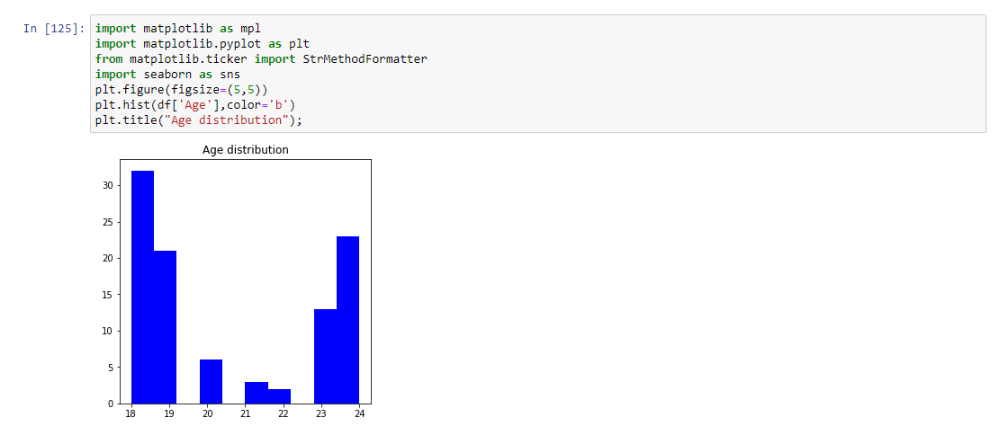 In [125]:
import matplotlib as mpl
import matplotlib.pyplot as plt
from matplotlib.ticker import StrMethodFormatter
import seaborn as sns
plt.figure(figsize=(5,5))
plt.hist(df['Age'],color='b')
plt.title("Age distribution");
Age distribution
30
25
20
15
10
5
0
18 19 20 21 22 23 24